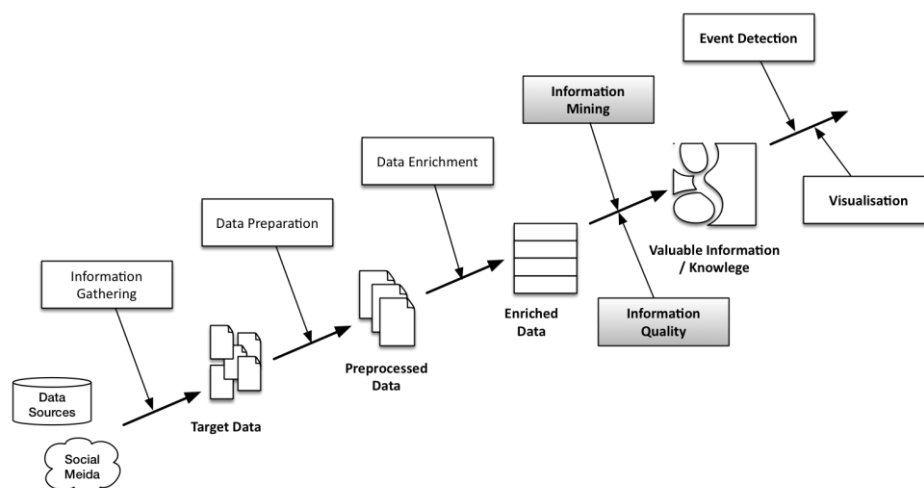 Event Detection
Information
Mining
Data Enrichment
Visualisation
Data Preparation
Valuable Information
/ Knowlege
Information
Gathering
Enriched
Data
Information
Quality
Preprocessed
Data
Data
Sources
Target Data
Social
Meida